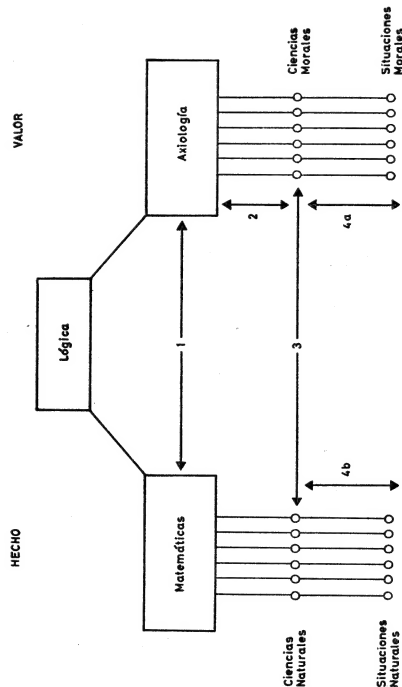 HECHO
VALOR
Lógica
Matemáticas
1
Axiología
2
Ciencias
Naturales
3
Ciencias
Morales
4b
4a
Situaciones
Naturales
Situaciones
Morales